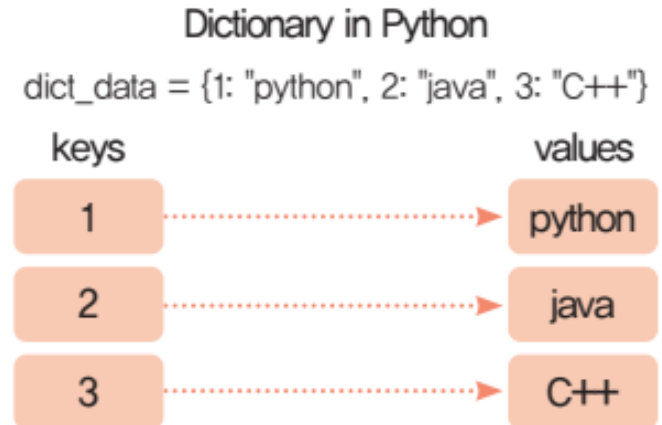 Dictionary in Python
dict_data = {1: "python", 2: "java", 3: "C++"}
keys values
1 python
2 java
3 C++